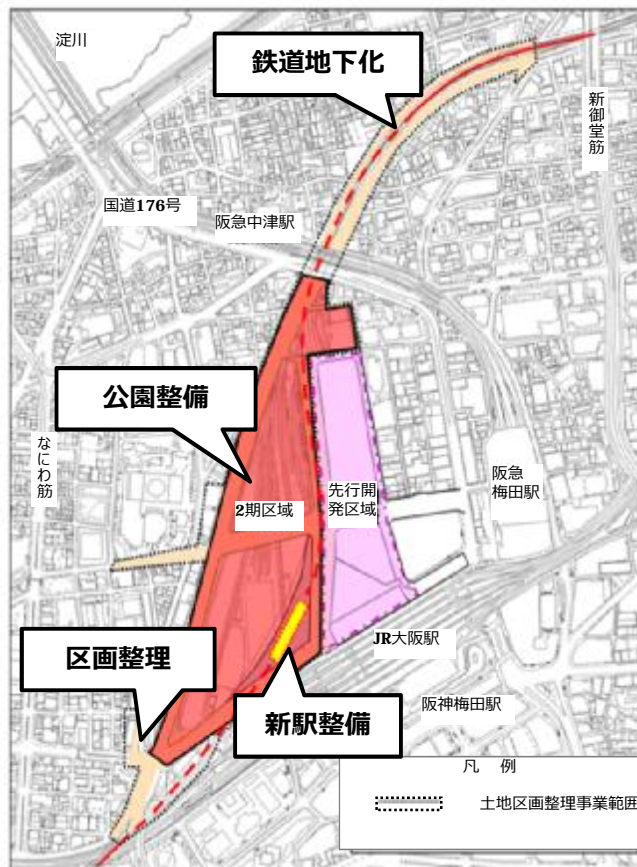 淀川
鉄道地下化
新御堂筋
国道176号
阪急中津駅
公園整備
なにわ筋
2期区域
先行開
発区域
阪急
梅田駅
区画整理
JR大阪駅
新駅整備
阪神梅田駅
凡 例
土地区画整理事業範囲